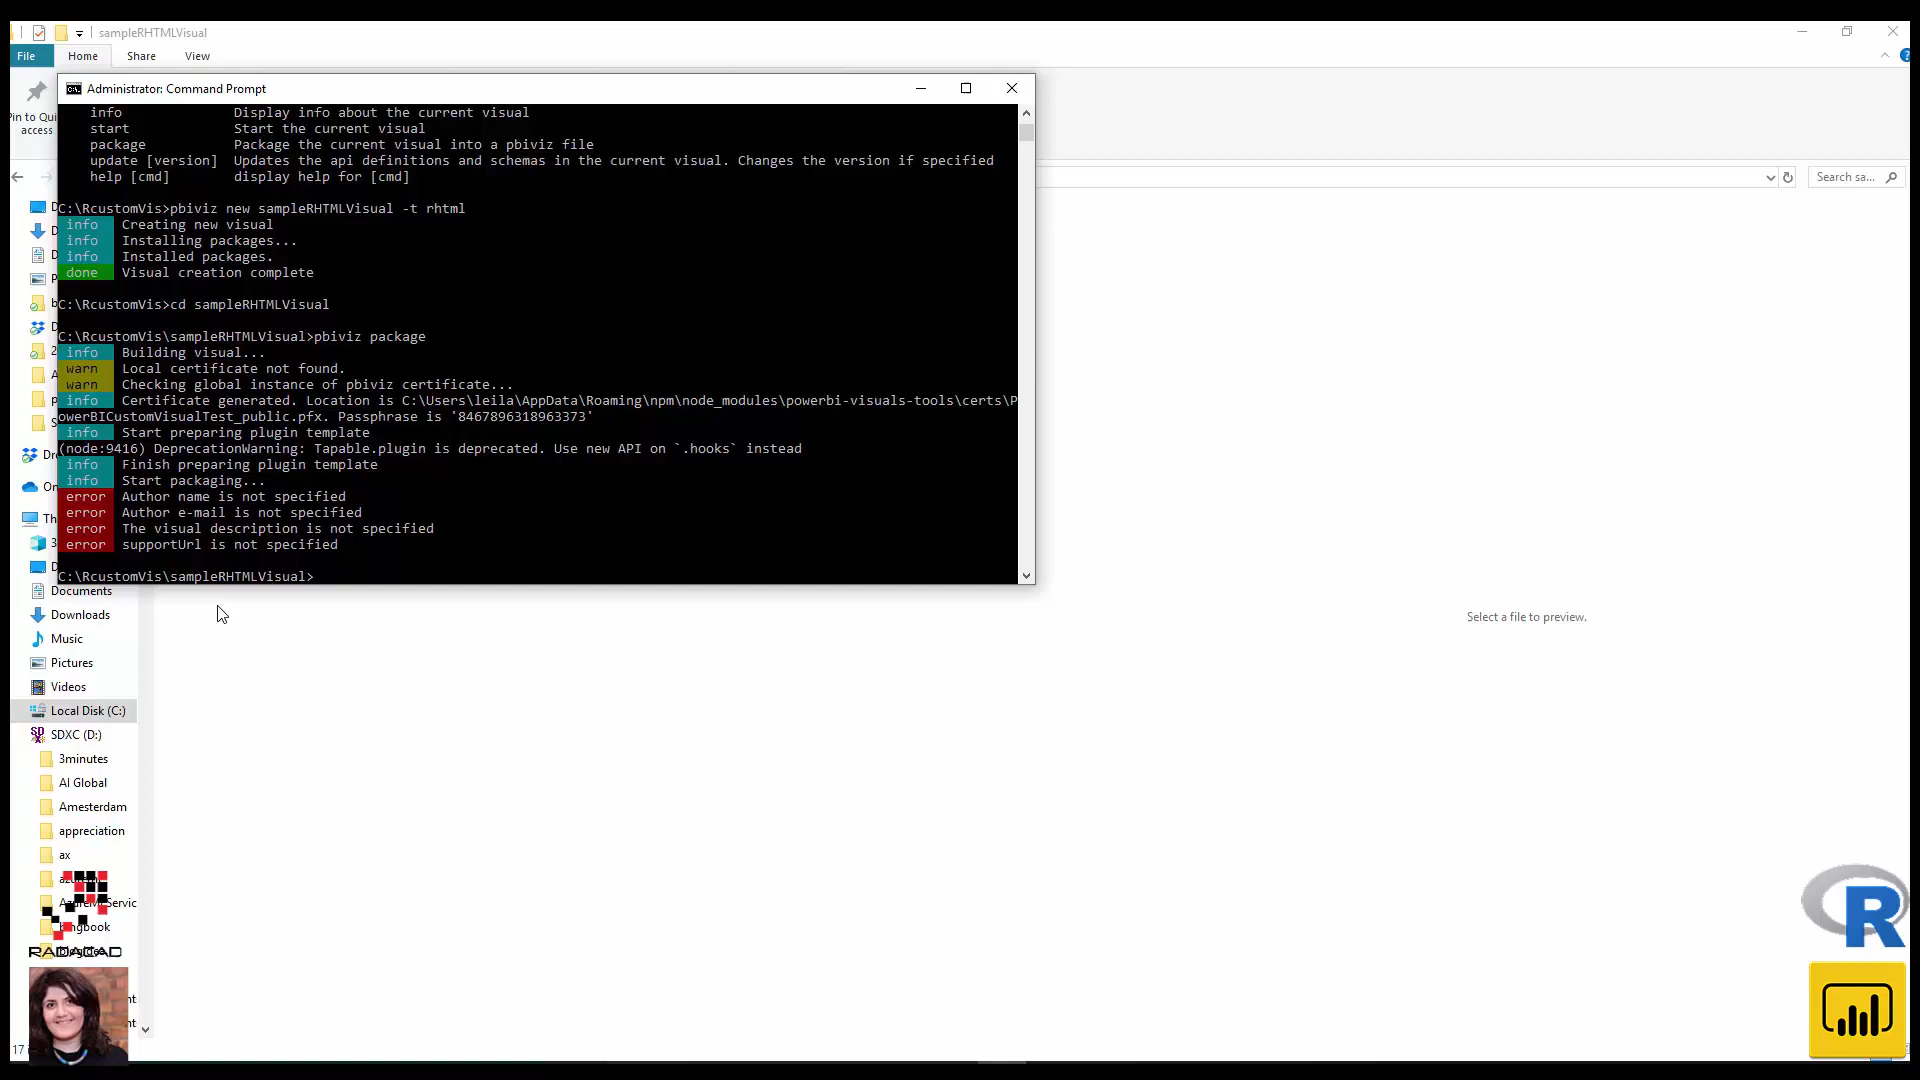 sampleRHTMLVisual
File Home Share View
Administrator: Command Prompt
info Display info about the current visual
start Start the current visual
package Package the current visual into a pbiviz file
update [version] Updates the api definitions and schemas in the current visual. Changes the version if specified
help [cmd] display help for [cmd]
C:\RcustomVis>pbiviz new sampleRHTMLVisual -t rhtml
info Creating new visual
info Installing packages...
info Installed packages.
done Visual creation complete
C:\RcustomVis>cd sampleRHTMLVisual
C:\RcustomVis\sampleRHTMLVisual>pbiviz package
info Building visual...
warn Local certificate not found.
warn Checking global instance of pbiviz certificate...
info Certificate generated. Location is C:\Users\leila\AppData\Roaming\npm\node_modules\powerbi-visuals-tools\certs\P
owerBICustomVisualTest_public.pfx. Passphrase is '8467896318963373'
info Start preparing plugin template
(node:9416) DeprecationWarning: Tapable.plugin is deprecated. Use new API on `.hooks` instead
info Finish preparing plugin template
info Start packaging...
error Author name is not specified
error Author e-mail is not specified
error The visual description is not specified
error supportUrl is not specified
C:\RcustomVis\sampleRHTMLVisual>
Pin to Qui
access
Search sa...
Dr
On
Th
Documents
Downloads
Music
Pictures
Videos
Local Disk (C:)
SDXC (D:)
3minutes
AI Global
Amesterdam
appreciation
ax
RADACAD
Select a file to preview.
R
17